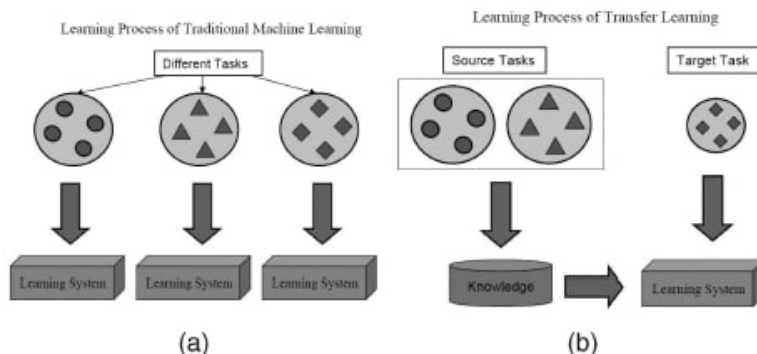 Learning Process of Traditional Machine Learning
Different Tasks
Learning System
Learning System
Learning System
(a)
Learning Process of Transfer Learning
Source Tasks
Target Task
Knowledge
Learning System
(b)